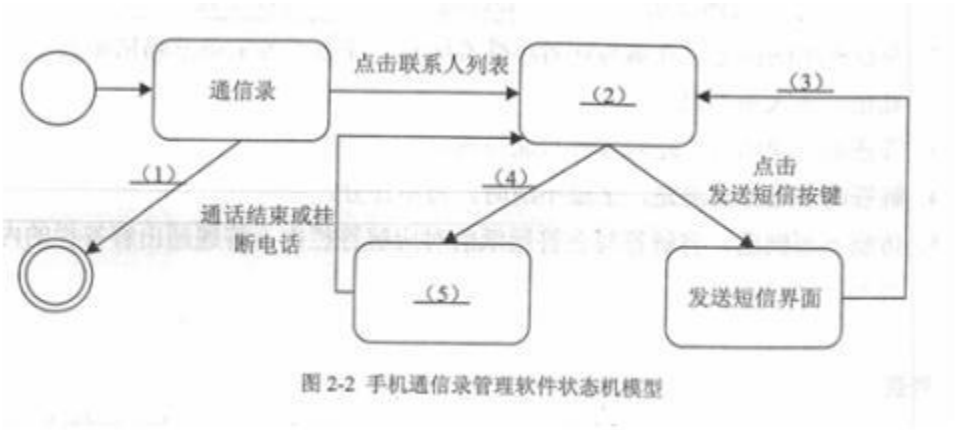 通信录
点击联系人列表
（2）
（3）
（1）
（4）
点击
发送短信按键
通话结束或挂
断电话
（5）
发送短信界面
图 2-2 手机通信录管理软件状态机模型